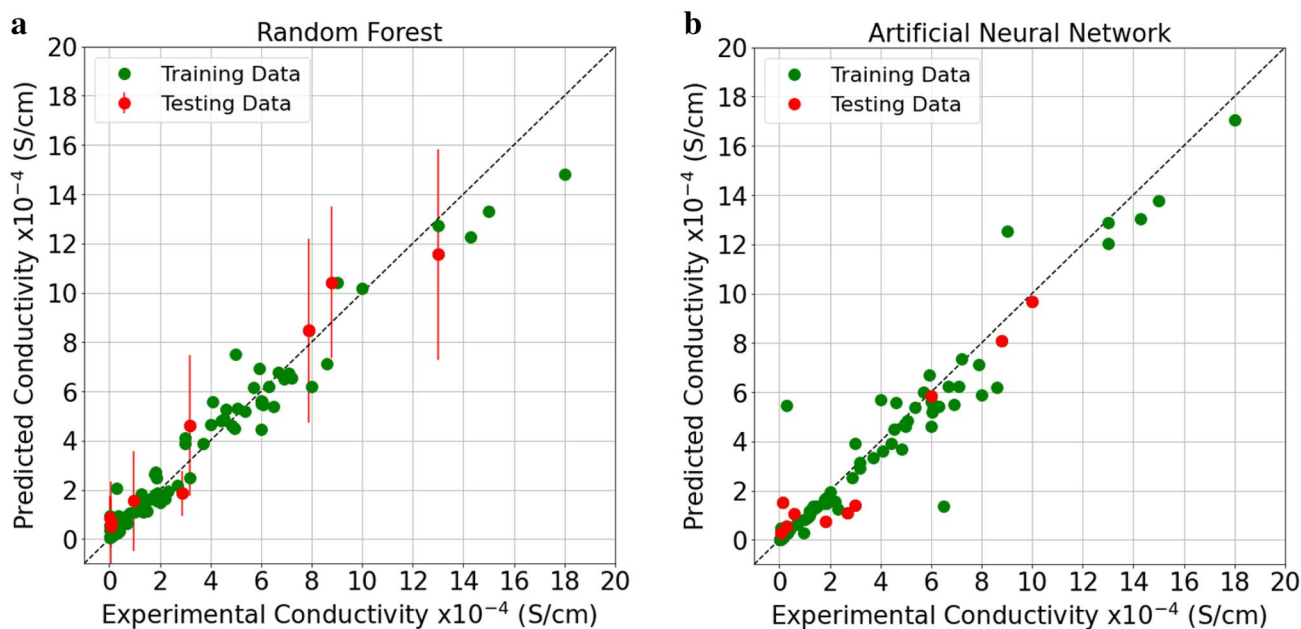 a
Random Forest
Training Data
Testing Data
Predicted Conductivity x10⁻⁴ (S/cm)
20
18
16
14
12
10
8
6
4
2
0
0 2 4 6 8 10 12 14 16 18 20
Experimental Conductivity x10⁻⁴ (S/cm)
b
Artificial Neural Network
Training Data
Testing Data
Predicted Conductivity x10⁻⁴ (S/cm)
20
18
16
14
12
10
8
6
4
2
0
0 2 4 6 8 10 12 14 16 18 20
Experimental Conductivity x10⁻⁴ (S/cm)